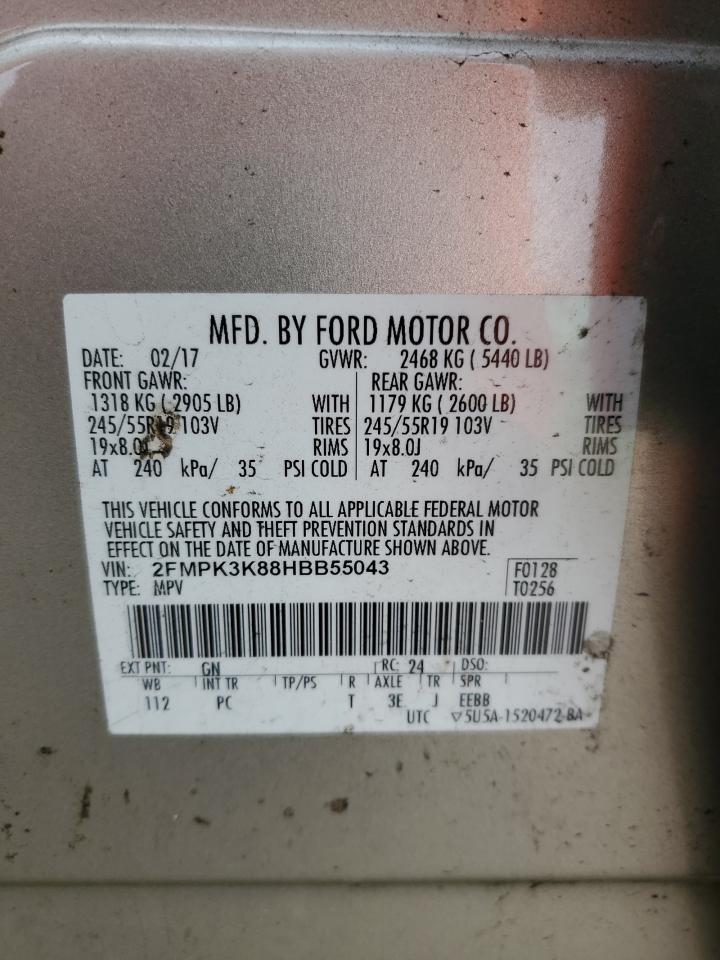 MFD. BY FORD MOTOR CO.
DATE: 02/17 GVWR: 2468 KG ( 5440 LB)
FRONT GAWR: REAR GAWR:
1318 KG ( 2905 LB) WITH 1179 KG ( 2600 LB) WITH
245/55R19 103V TIRES 245/55R19 103V TIRES
19x8.0J RIMS 19x8.0J RIMS
AT 240 kPa/ 35 PSI COLD AT 240 kPa/ 35 PSI COLD
THIS VEHICLE CONFORMS TO ALL APPLICABLE FEDERAL MOTOR
VEHICLE SAFETY AND THEFT PREVENTION STANDARDS IN
EFFECT ON THE DATE OF MANUFACTURE SHOWN ABOVE.
VIN: 2FMPK3K88HBB55043 F0128
TYPE: MPV T0256
EXT PNT: GN RC: 24 DSO:
WB INT TR TP/PS R AXLE TR SPR
112 PC T 3E J EEBB
UTC ▽5U5A-1520472-BA